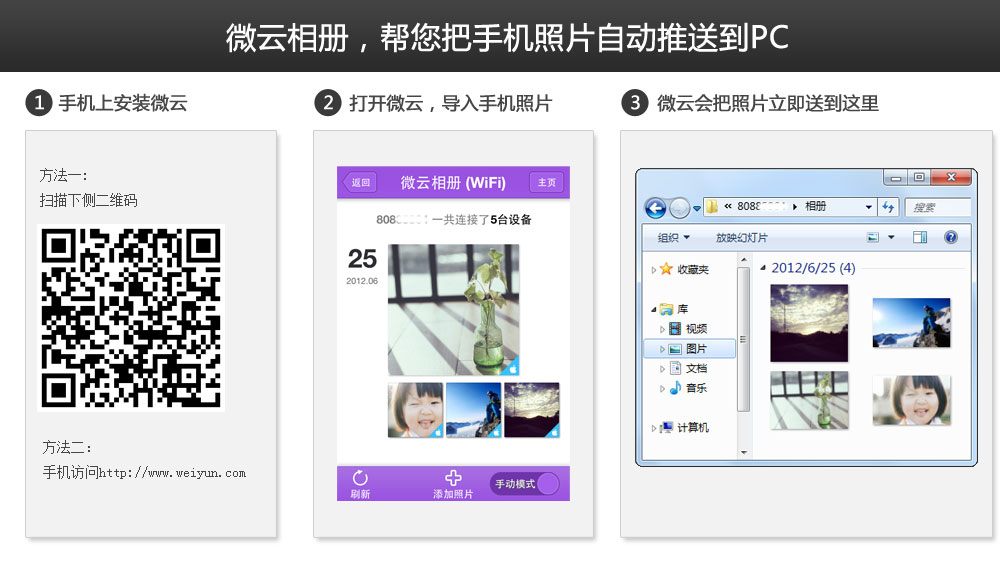 微云相册，帮您把手机照片自动推送到PC
1 手机上安装微云
方法一：
扫描下侧二维码
方法二：
手机访问http://www.weiyun.com
2 打开微云，导入手机照片
返回 微云相册 (WiFi) 主页
808 一共连接了5台设备
25
2012.06
刷新 添加照片 手动模式
3 微云会把照片立即送到这里
« 8088 相册 搜索
组织 放映幻灯片
收藏夹
库
视频
图片
文档
音乐
计算机
2012/6/25 (4)